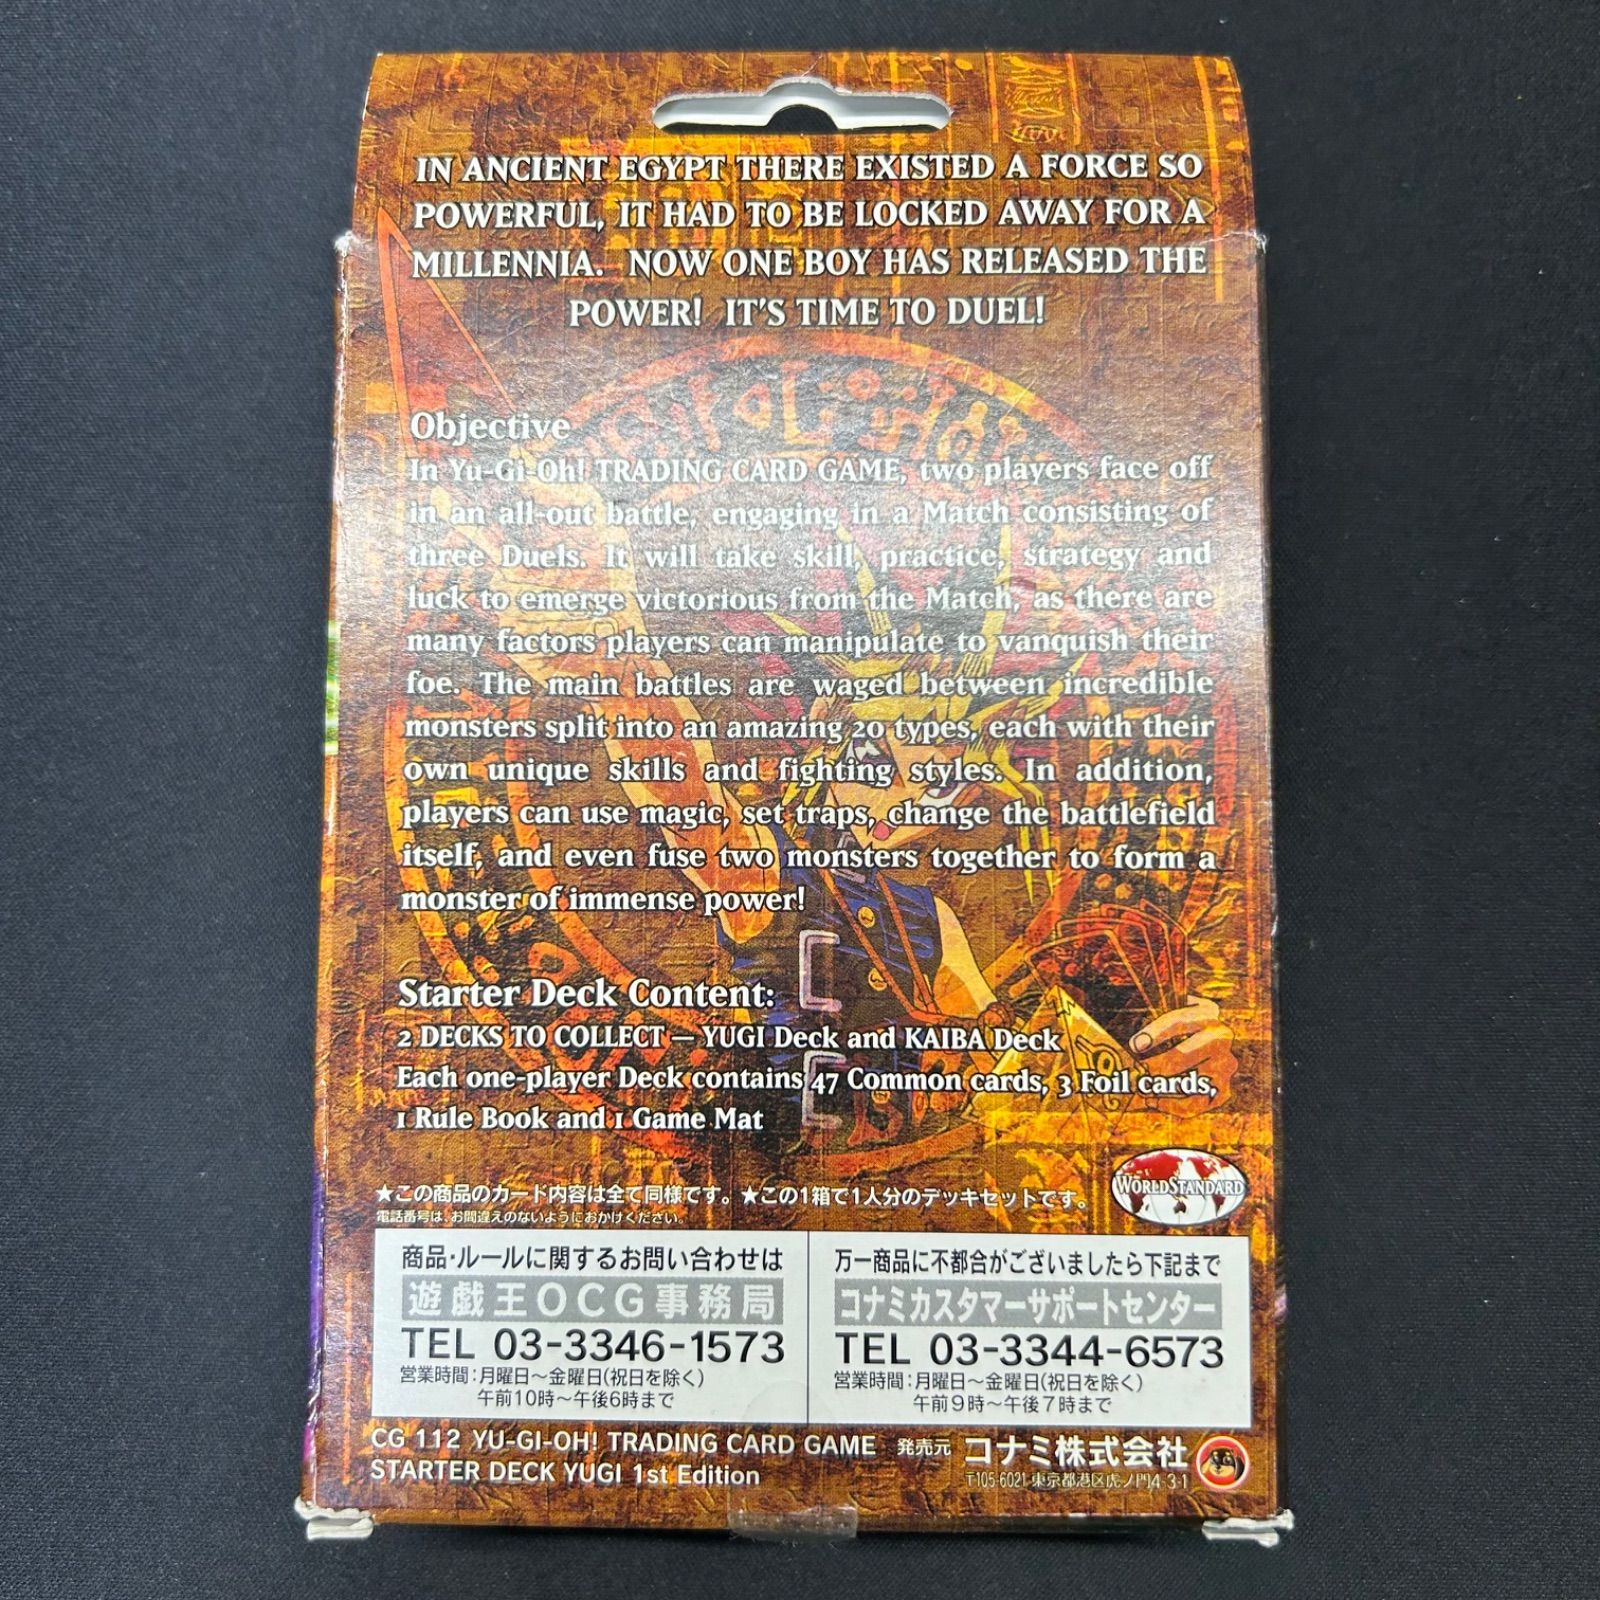 IN ANCIENT EGYPT THERE EXISTED A FORCE SO
POWERFUL, IT HAD TO BE LOCKED AWAY FOR A
MILLENNIA. NOW ONE BOY HAS RELEASED THE
POWER! IT'S TIME TO DUEL!
Objective
In Yu-Gi-Oh! TRADING CARD GAME, two players face off
in an all-out battle, engaging in a Match consisting of
three Duels. It will take skill, practice, strategy and
luck to emerge victorious from the Match, as there are
many factors players can manipulate to vanquish their
foe. The main battles are waged between incredible
monsters split into an amazing 20 types, each with their
own unique skills and fighting styles. In addition,
players can use magic, set traps, change the battlefield
itself, and even fuse two monsters together to form a
monster of immense power!
Starter Deck Content:
2 DECKS TO COLLECT — YUGI Deck and KAIBA Deck
Each one-player Deck contains 47 Common cards, 3 Foil cards,
1 Rule Book and 1 Game Mat
★この商品のカード内容は全て同様です。★この1箱で1人分のデッキセットです。
電話番号は、お間違えのないようにおかけください。
WORLD STANDARD
商品・ルールに関するお問い合わせは
遊戯王OCG事務局
TEL 03-3346-1573
営業時間:月曜日〜金曜日(祝日を除く)
午前10時〜午後6時まで
万一商品に不都合がございましたら下記まで
コナミカスタマーサポートセンター
TEL 03-3344-6573
営業時間:月曜日〜金曜日(祝日を除く)
午前9時〜午後7時まで
CG 112 YU-GI-OH! TRADING CARD GAME
STARTER DECK YUGI 1st Edition
発売元 コナミ株式会社
〒105-6021 東京都港区虎ノ門4-3-1